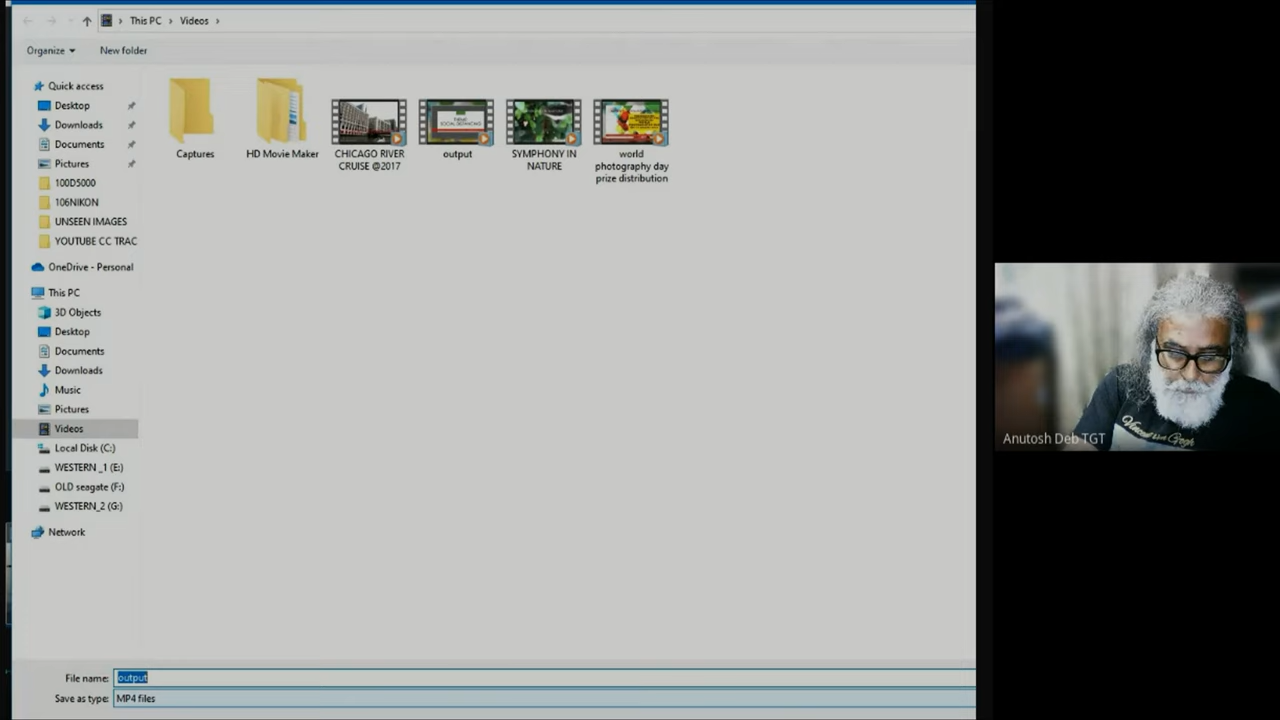 This PC > Videos >
Organize
New folder
Quick access
Desktop
Downloads
Documents
Pictures
100D5000
106NIKON
UNSEEN IMAGES
YOUTUBE CC TRAC
OneDrive - Personal
This PC
3D Objects
Desktop
Documents
Downloads
Music
Pictures
Videos
Local Disk (C:)
WESTERN _1 (E:)
OLD seagate (F:)
WESTERN_2 (G:)
Network
Captures
HD Movie Maker
CHICAGO RIVER
CRUISE @2017
output
SYMPHONY IN
NATURE
world
photography day
prize distribution
File name: output
Save as type: MP4 files
Anutosh Deb TGT